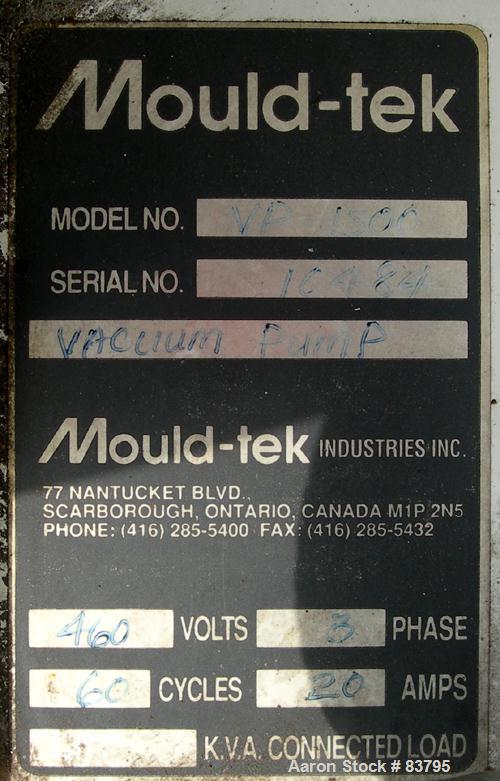 Mould-tek
MODEL NO. VP-1500
SERIAL NO.
VACUUM PUMP
Mould-tek INDUSTRIES INC.
77 NANTUCKET BLVD.,
SCARBOROUGH, ONTARIO, CANADA M1P 2N5
PHONE: (416) 285-5400 FAX: (416) 285-5432
460 VOLTS 3 PHASE
60 CYCLES 20 AMPS
K.V.A. CONNECTED LOAD
Aaron Stock # 83795